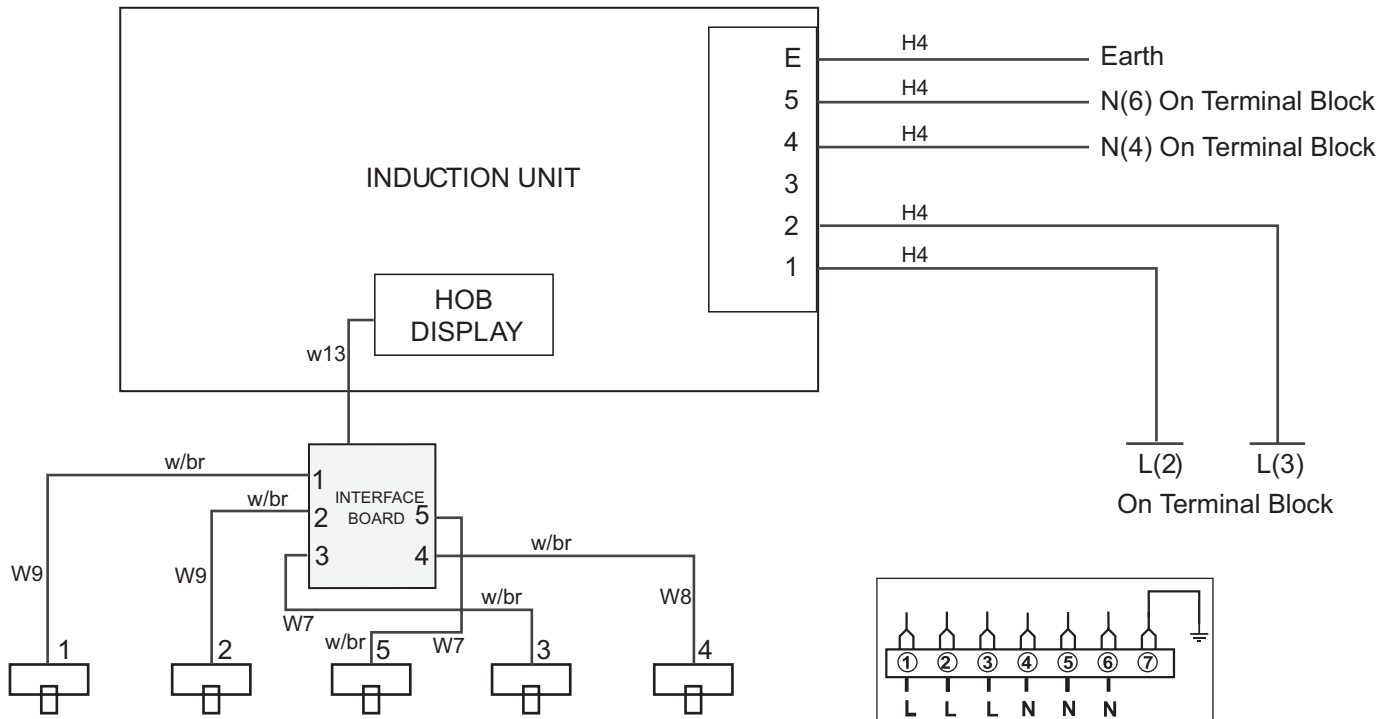 H4
E
Earth
H4
5
N(6) On Terminal Block
H4
4
N(4) On Terminal Block
INDUCTION UNIT
3
H4
2
H4
1
HOB
DISPLAY
w13
L(2)
L(3)
On Terminal Block
w/br
1
w/br
INTERFACE
BOARD
2
5
w/br
3
4
W9
W9
w/br
W8
W7
w/br
W7
1
2
5
3
4
1 2 3 4 5 6 7
L L L N N N